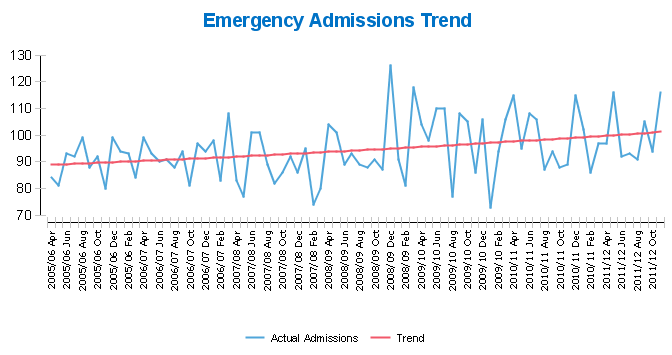 Emergency Admissions Trend
130
120
110
100
90
80
70
2005/06 Apr
2005/06 Jun
2005/06 Aug
2005/06 Oct
2005/06 Dec
2005/06 Feb
2006/07 Apr
2006/07 Jun
2006/07 Aug
2006/07 Oct
2006/07 Dec
2006/07 Feb
2007/08 Apr
2007/08 Jun
2007/08 Aug
2007/08 Oct
2007/08 Dec
2007/08 Feb
2008/09 Apr
2008/09 Jun
2008/09 Aug
2008/09 Oct
2008/09 Dec
2008/09 Feb
2009/10 Apr
2009/10 Jun
2009/10 Aug
2009/10 Oct
2009/10 Dec
2009/10 Feb
2010/11 Apr
2010/11 Jun
2010/11 Aug
2010/11 Oct
2010/11 Dec
2010/11 Feb
2011/12 Apr
2011/12 Jun
2011/12 Aug
2011/12 Oct
Actual Admissions Trend